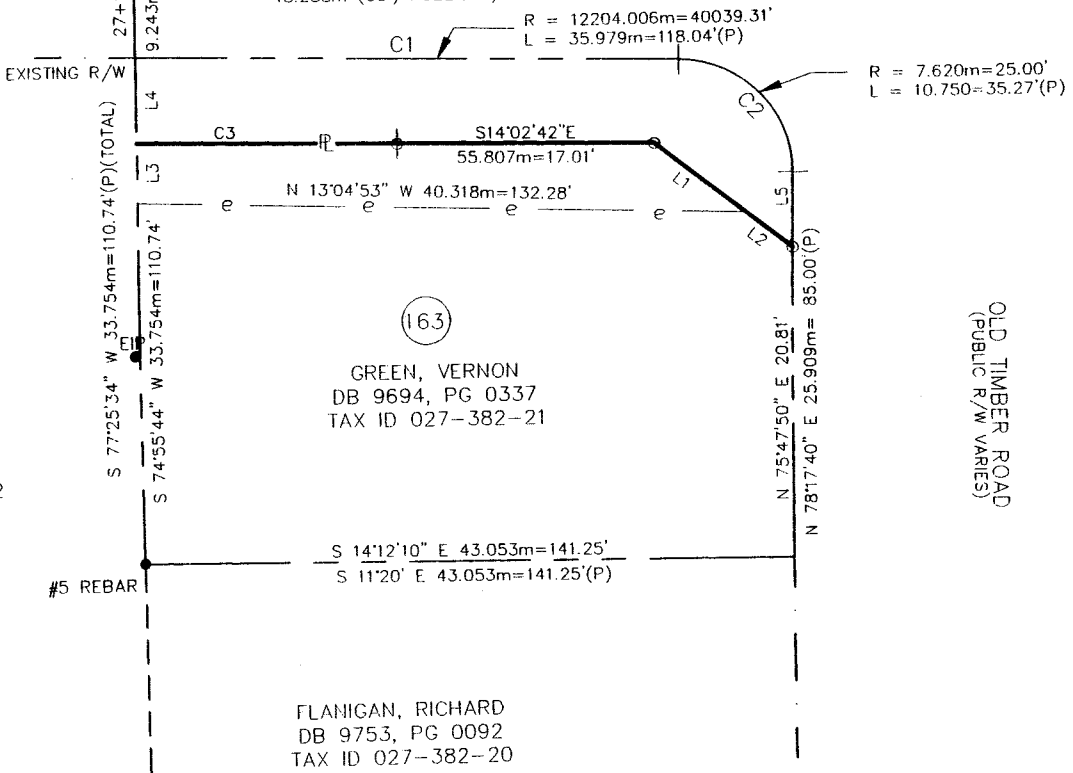 27+
9.243m
R = 12204.006m=40039.31'
L = 35.979m=118.04'(P)
C1
EXISTING R/W
R = 7.620m=25.00'
L = 10.750=35.27'(P)
C2
L4
C3
PL
S14°02'42"E
55.807m=17.01'
L3
L1
L5
N 13°04'53" W 40.318m=132.28'
e e e e
L2
S 77°25'34" W 33.754m=110.74'(P)(TOTAL)
S 74°55'44" W 33.754m=110.74'
EIP
163
GREEN, VERNON
DB 9694, PG 0337
TAX ID 027-382-21
N 75°47'50" E 20.81'
N 78°17'40" E 25.909m= 85.00'(P)
OLD TIMBER ROAD
(PUBLIC R/W VARIES)
S 14°12'10" E 43.053m=141.25'
S 11°20' E 43.053m=141.25'(P)
#5 REBAR
FLANIGAN, RICHARD
DB 9753, PG 0092
TAX ID 027-382-20